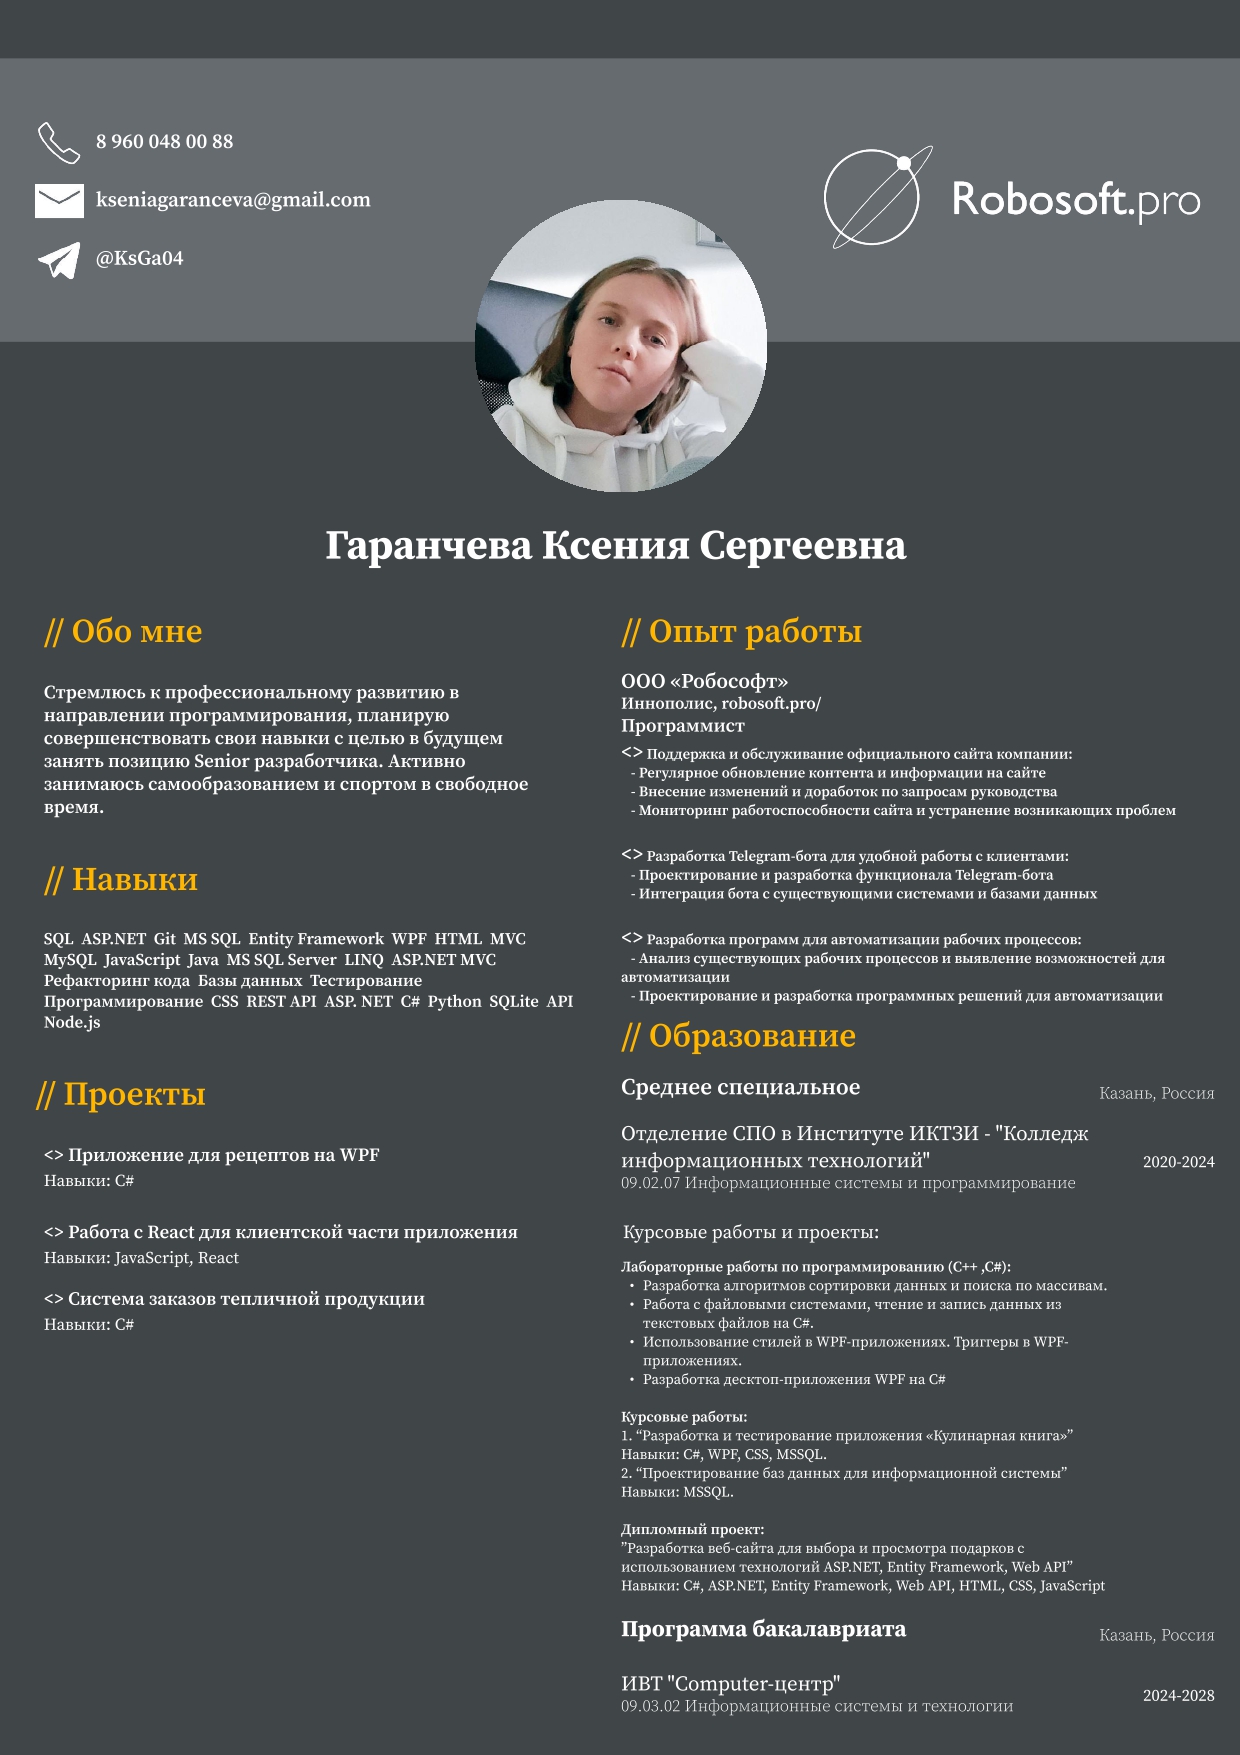 8 960 048 00 88
kseniagaranceva@gmail.com
@KsGa04
Robosoft.pro
Гаранчева Ксения Сергеевна
// Обо мне
Стремлюсь к профессиональному развитию в
направлении программирования, планирую
совершенствовать свои навыки с целью в будущем
занять позицию Senior разработчика. Активно
занимаюсь самообразованием и спортом в свободное
время.
// Навыки
SQL ASP.NET Git MS SQL Entity Framework WPF HTML MVC
MySQL JavaScript Java MS SQL Server LINQ ASP.NET MVC
Рефакторинг кода Базы данных Тестирование
Программирование CSS REST API ASP. NET C# Python SQLite API
Node.js
// Проекты
<> Приложение для рецептов на WPF
Навыки: C#
<> Работа с React для клиентской части приложения
Навыки: JavaScript, React
<> Система заказов тепличной продукции
Навыки: C#
// Опыт работы
ООО «Робософт»
Иннополис, robosoft.pro/
Программист
<> Поддержка и обслуживание официального сайта компании:
- Регулярное обновление контента и информации на сайте
- Внесение изменений и доработок по запросам руководства
- Мониторинг работоспособности сайта и устранение возникающих проблем
<> Разработка Telegram-бота для удобной работы с клиентами:
- Проектирование и разработка функционала Telegram-бота
- Интеграция бота с существующими системами и базами данных
<> Разработка программ для автоматизации рабочих процессов:
- Анализ существующих рабочих процессов и выявление возможностей для
автоматизации
- Проектирование и разработка программных решений для автоматизации
// Образование
Среднее специальное
Казань, Россия
Отделение СПО в Институте ИКТЗИ - "Колледж
информационных технологий"
2020-2024
09.02.07 Информационные системы и программирование
Курсовые работы и проекты:
Лабораторные работы по программированию (C++ ,C#):
• Разработка алгоритмов сортировки данных и поиска по массивам.
• Работа с файловыми системами, чтение и запись данных из
текстовых файлов на C#.
• Использование стилей в WPF-приложениях. Триггеры в WPF-
приложениях.
• Разработка десктоп-приложения WPF на C#
Курсовые работы:
1. “Разработка и тестирование приложения «Кулинарная книга»”
Навыки: C#, WPF, CSS, MSSQL.
2. “Проектирование баз данных для информационной системы”
Навыки: MSSQL.
Дипломный проект:
”Разработка веб-сайта для выбора и просмотра подарков с
использованием технологий ASP.NET, Entity Framework, Web API”
Навыки: C#, ASP.NET, Entity Framework, Web API, HTML, CSS, JavaScript
Программа бакалавриата
Казань, Россия
ИВТ "Computer-центр"
2024-2028
09.03.02 Информационные системы и технологии